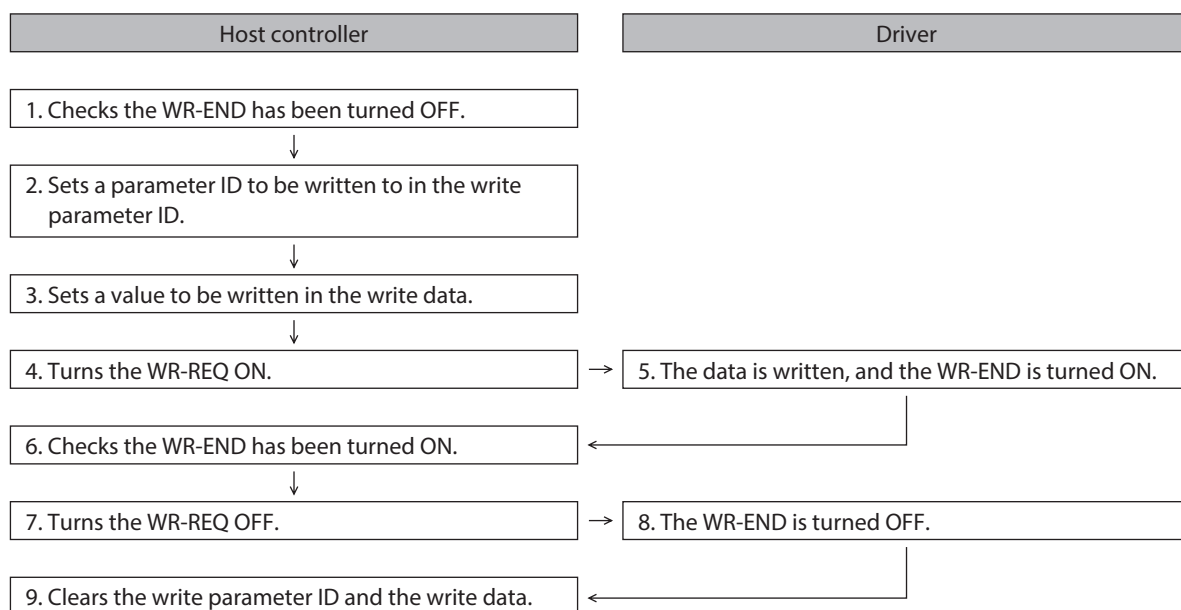 Host controller
Driver
1. Checks the WR-END has been turned OFF.
2. Sets a parameter ID to be written to in the write
parameter ID.
3. Sets a value to be written in the write data.
4. Turns the WR-REQ ON.
5. The data is written, and the WR-END is turned ON.
6. Checks the WR-END has been turned ON.
7. Turns the WR-REQ OFF.
8. The WR-END is turned OFF.
9. Clears the write parameter ID and the write data.